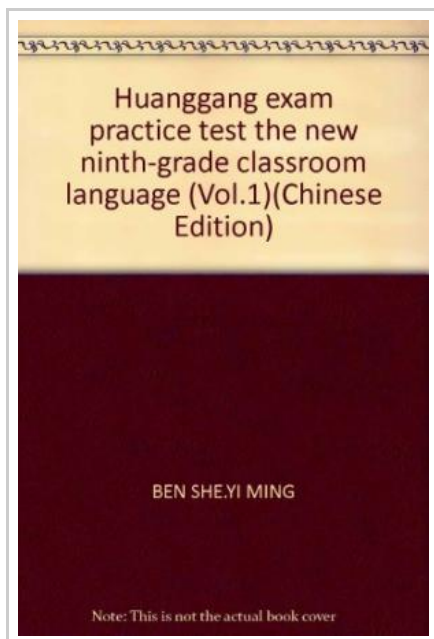 Huanggang exam
practice test the new
ninth-grade classroom
language (Vol.1)(Chinese
Edition)
BEN SHE.YI MING
Note: This is not the actual book cover